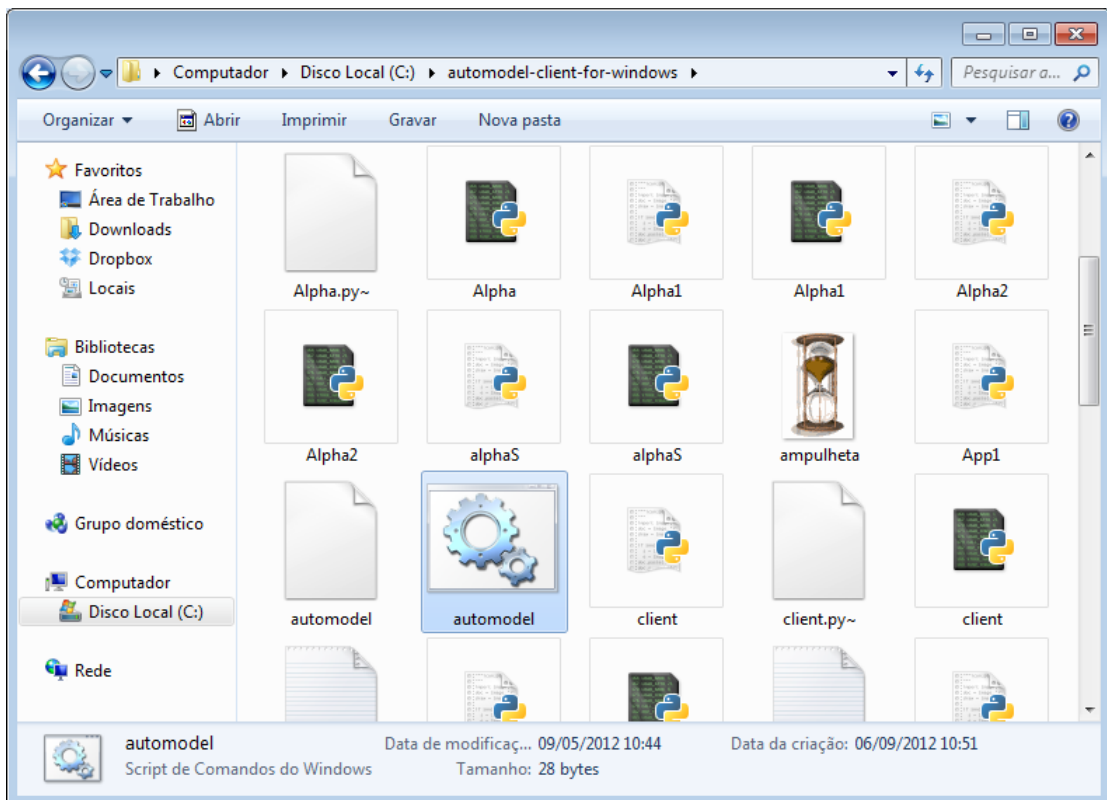 Computador Disco Local (C:) automodel-client-for-windows Pesquisar a...
Organizar Abrir Imprimir Gravar Nova pasta
Favoritos
Área de Trabalho
Downloads
Dropbox
Locais
Bibliotecas
Documentos
Imagens
Músicas
Vídeos
Grupo doméstico
Computador
Disco Local (C:)
Rede
Alpha.py~ Alpha Alpha1 Alpha1 Alpha2
Alpha2 alphaS alphaS ampulheta App1
automodel automodel client client.py~ client
automodel Data de modificaç... 09/05/2012 10:44 Data da criação: 06/09/2012 10:51
Script de Comandos do Windows Tamanho: 28 bytes